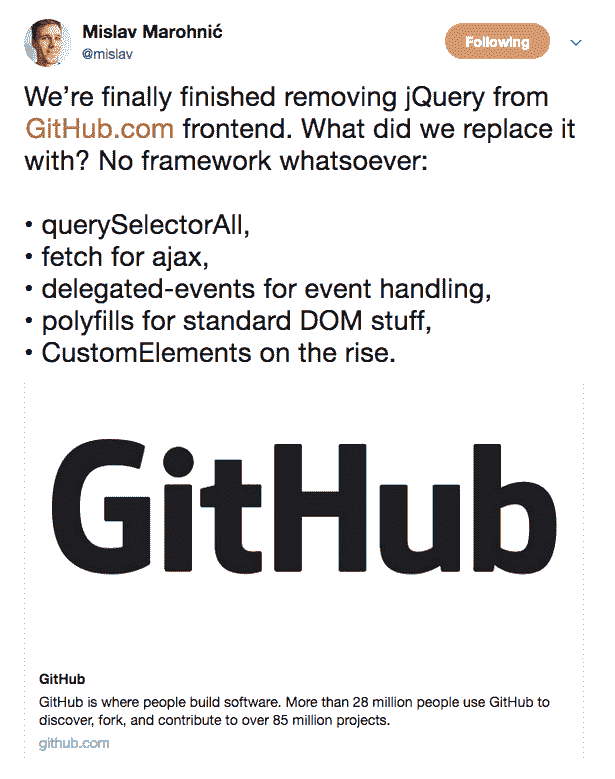 Mislav Marohnić
@mislav
Following
We’re finally finished removing jQuery from
GitHub.com frontend. What did we replace it
with? No framework whatsoever:
• querySelectorAll,
• fetch for ajax,
• delegated-events for event handling,
• polyfills for standard DOM stuff,
• CustomElements on the rise.
GitHub
GitHub
GitHub is where people build software. More than 28 million people use GitHub to
discover, fork, and contribute to over 85 million projects.
github.com